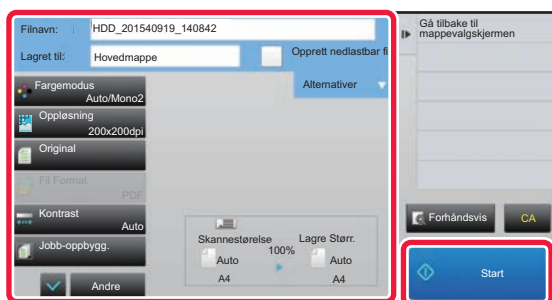 Filnavn: :
HDD_201540919_140842
Lagret til:
Hovedmappe
Opprett nedlastbar fi
Alternativer
Fargemodus
Auto/Mono2
Oppløsning
200x200dpi
Original
Fil Format
PDF
Kontrast
Auto
Jobb-oppbygg.
Andre
Skannestørelse
100%
Lagre Størr.
Auto
A4
Auto
A4
Gå tilbake til
mappevalgskjermen
Forhåndsvis
CA
Start